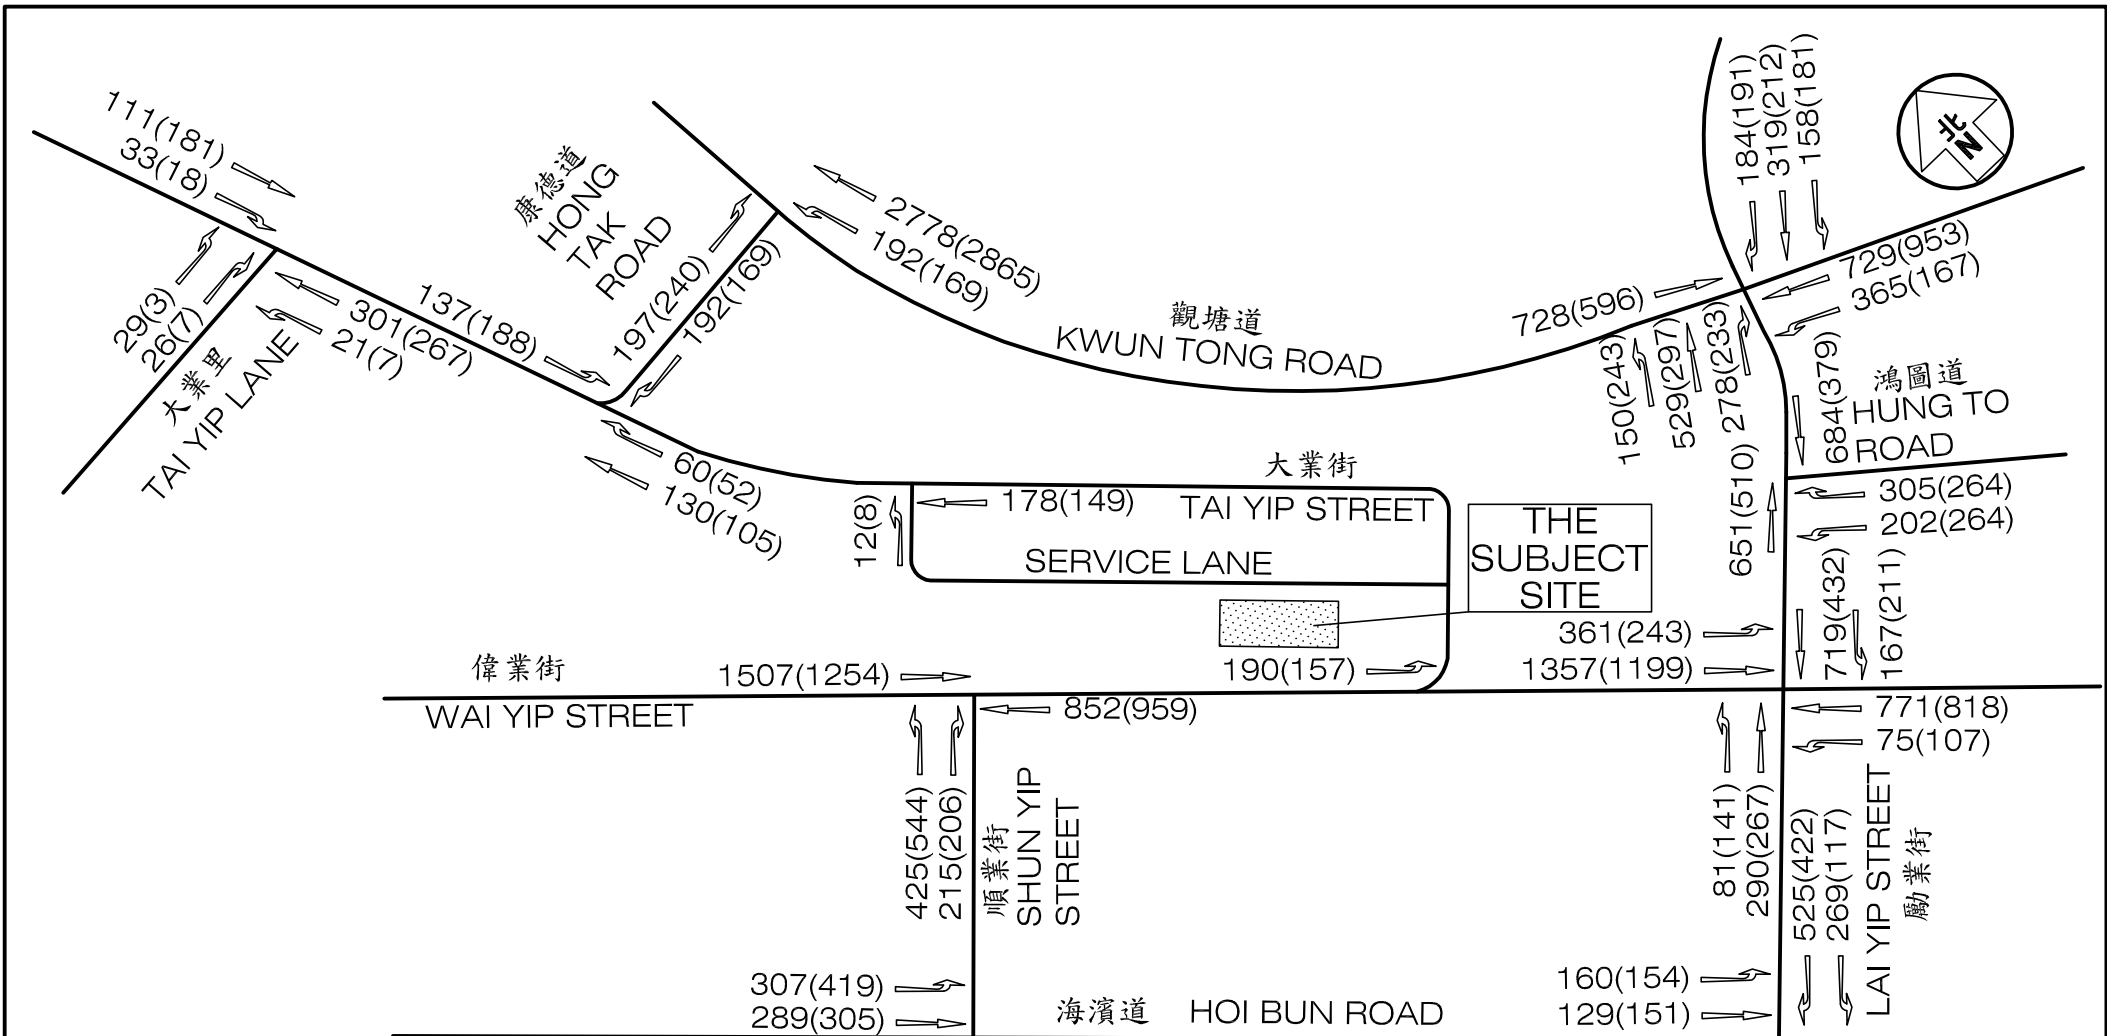 111(181)
33(18)
29(3)
26(7)
大業里
TAI YIP LANE
301(267)
21(7)
137(188)
康德道
HONG
TAK
ROAD
197(240)
192(169)
2778(2865)
192(169)
60(52)
130(105)
觀塘道
KWUN TONG ROAD
728(596)
184(191)
319(212)
158(181)
北
N
729(953)
365(167)
150(243)
529(297)
278(233)
684(379)
鴻圖道
HUNG TO
ROAD
651(510)
305(264)
202(264)
大業街
TAI YIP STREET
178(149)
12(8)
SERVICE LANE
THE
SUBJECT
SITE
361(243)
1357(1199)
190(157)
719(432)
167(211)
偉業街
WAI YIP STREET
1507(1254)
852(959)
771(818)
75(107)
425(544)
215(206)
順業街
SHUN YIP
STREET
81(141)
290(267)
525(422)
269(117)
LAI YIP STREET
勵業街
307(419)
289(305)
海濱道 HOI BUN ROAD
160(154)
129(151)